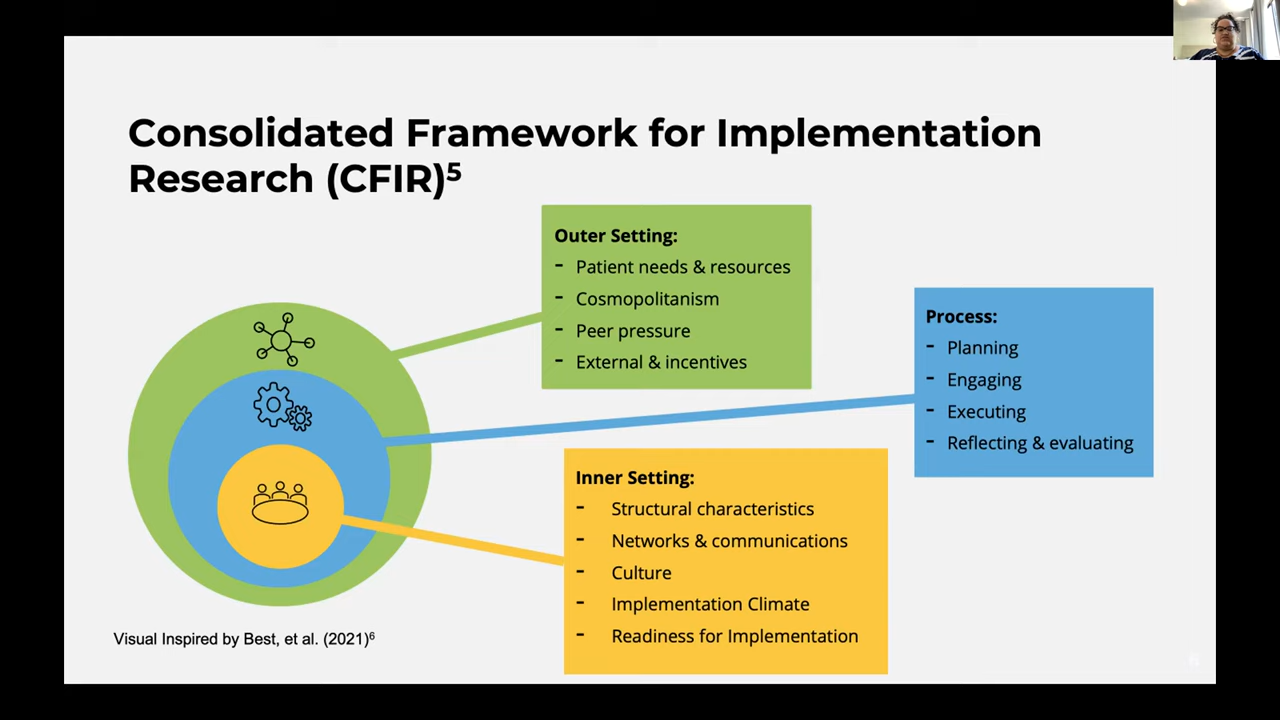 Consolidated Framework for Implementation
Research (CFIR)⁵
Outer Setting:
- Patient needs & resources
- Cosmopolitanism
- Peer pressure
- External & incentives
Process:
- Planning
- Engaging
- Executing
- Reflecting & evaluating
Inner Setting:
- Structural characteristics
- Networks & communications
- Culture
- Implementation Climate
- Readiness for Implementation
Visual Inspired by Best, et al. (2021)⁶